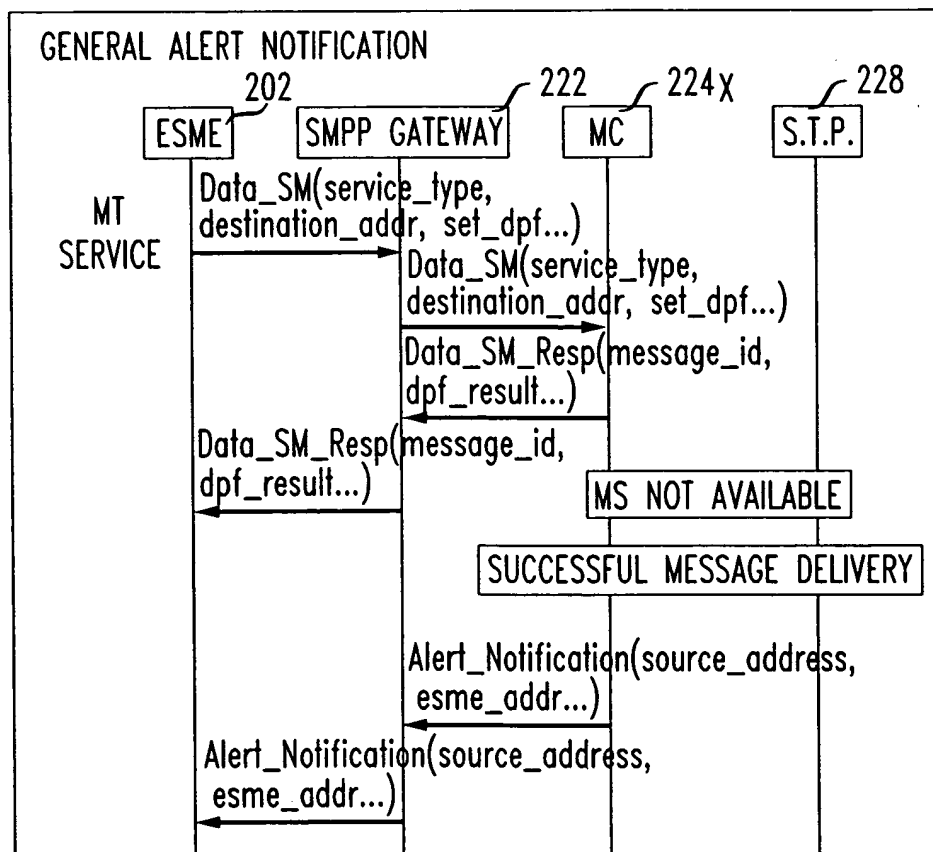 GENERAL ALERT NOTIFICATION
202
222
224X
228
ESME
SMPP GATEWAY
MC
S.T.P.
MT
SERVICE
Data_SM(service_type,
destination_addr, set_dpf...)
Data_SM(service_type,
destination_addr, set_dpf...)
Data_SM_Resp(message_id,
dpf_result...)
Data_SM_Resp(message_id,
dpf_result...)
MS NOT AVAILABLE
SUCCESSFUL MESSAGE DELIVERY
Alert_Notification(source_address,
esme_addr...)
Alert_Notification(source_address,
esme_addr...)